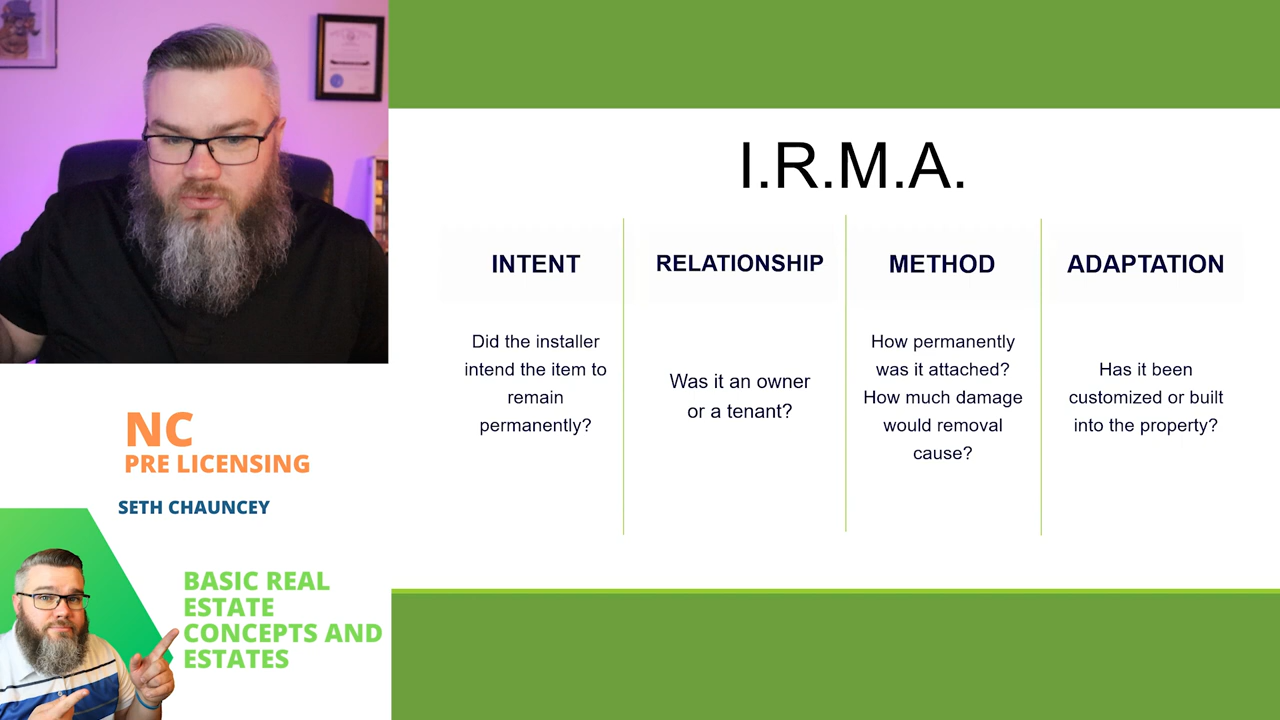 I.R.M.A.
INTENT
Did the installer
intend the item to
remain
permanently?
RELATIONSHIP
Was it an owner
or a tenant?
METHOD
How permanently
was it attached?
How much damage
would removal
cause?
ADAPTATION
Has it been
customized or built
into the property?
NC
PRE LICENSING
SETH CHAUNCEY
BASIC REAL
ESTATE
CONCEPTS AND
ESTATES